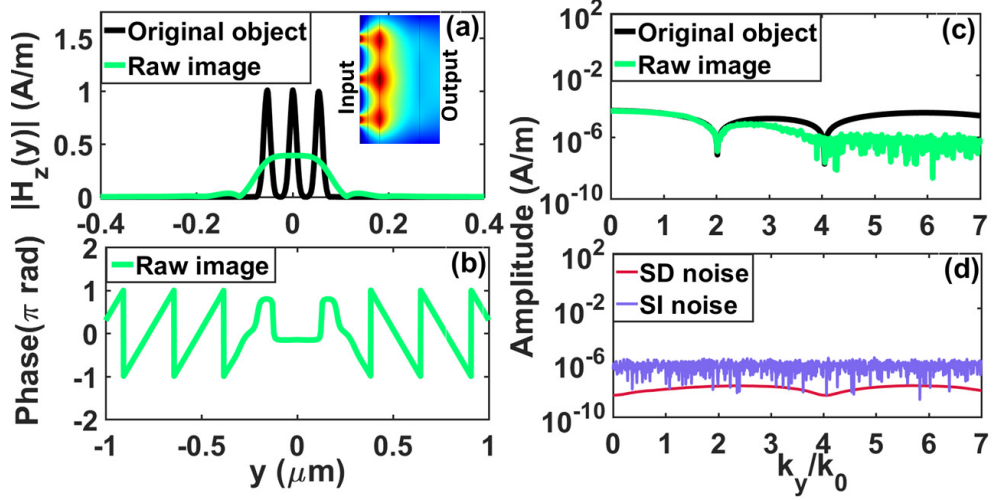 (a)
Original object
Raw image
Input
Output
|H_z(y)| (A/m)
1.5
1
0.5
0
-0.4 -0.2 0 0.2 0.4
(b)
Raw image
Phase(π rad)
2
1
0
-1
-2
-1 -0.5 0 0.5 1
y (μm)
(c)
Original object
Raw image
Amplitude (A/m)
10^2
10^-2
10^-6
10^-10
0 1 2 3 4 5 6 7
(d)
SD noise
SI noise
10^2
10^-2
10^-6
10^-10
0 1 2 3 4 5 6 7
k_y/k_0